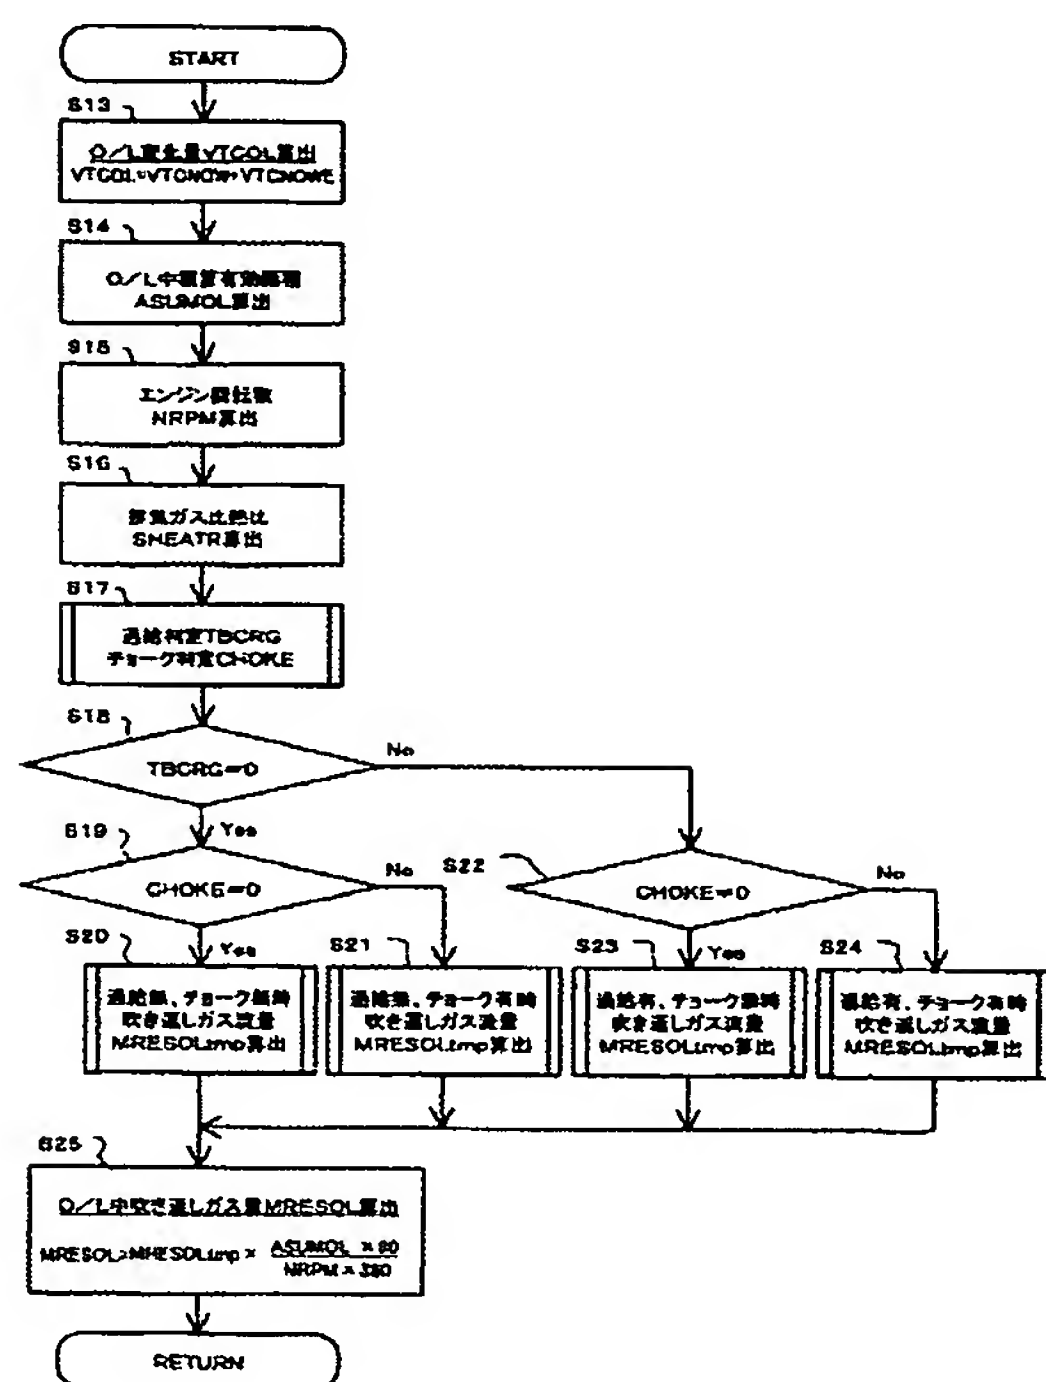 START
S13
O/L変化量VTCOL算出
VTCOL=VTCNOW+VTCNOWE
S14
O/L中積算有効面積
ASUMOL算出
S15
エンジン回転数
NRPM算出
S16
排気ガス比熱比
SHEATR算出
S17
過給判定TBCRG
チョーク判定CHOKE
S18
TBCRG=0
No
Yes
S19
CHOKE=0
No
Yes
S22
CHOKE=0
No
Yes
S20
過給無、チョーク無時
吹き返しガス流量
MRESOLtmp算出
S21
過給無、チョーク有時
吹き返しガス流量
MRESOLtmp算出
S23
過給有、チョーク無時
吹き返しガス流量
MRESOLtmp算出
S24
過給有、チョーク有時
吹き返しガス流量
MRESOLtmp算出
S25
O/L中吹き返しガス量MRESOL算出
MRESOL=MRESOLtmp × ASUMOL × 60
NRPM × 360
RETURN